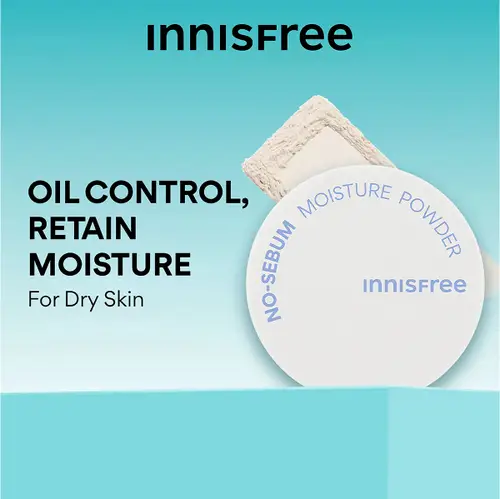 innisfree
OIL CONTROL,
RETAIN
MOISTURE
For Dry Skin
NO-SEBUM MOISTURE POWDER
innisfree